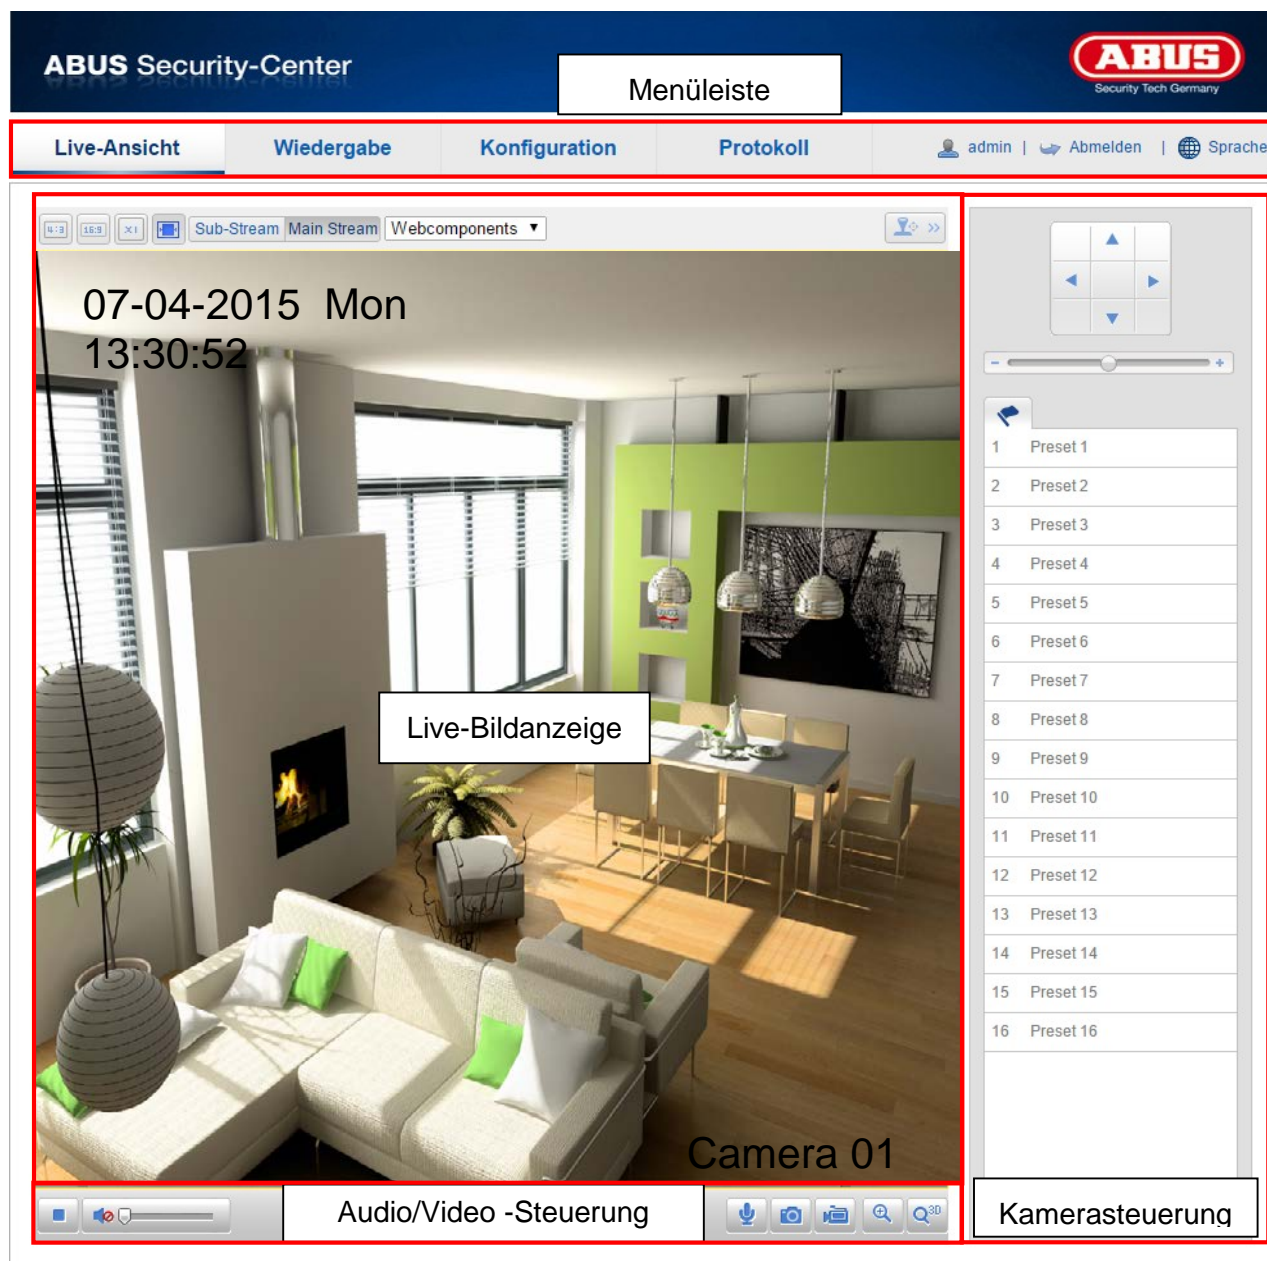 ABUS Security-Center
Menüleiste
ABUS
Security Tech Germany
Live-Ansicht Wiedergabe Konfiguration Protokoll admin | Abmelden | Sprache
4:3 16:9 X1 Sub-Stream Main Stream Webcomponents
07-04-2015 Mon
13:30:52
1 Preset 1
2 Preset 2
3 Preset 3
4 Preset 4
5 Preset 5
6 Preset 6
7 Preset 7
8 Preset 8
9 Preset 9
10 Preset 10
11 Preset 11
12 Preset 12
13 Preset 13
14 Preset 14
15 Preset 15
16 Preset 16
Live-Bildanzeige
Camera 01
Audio/Video -Steuerung
3D
Kamerasteuerung